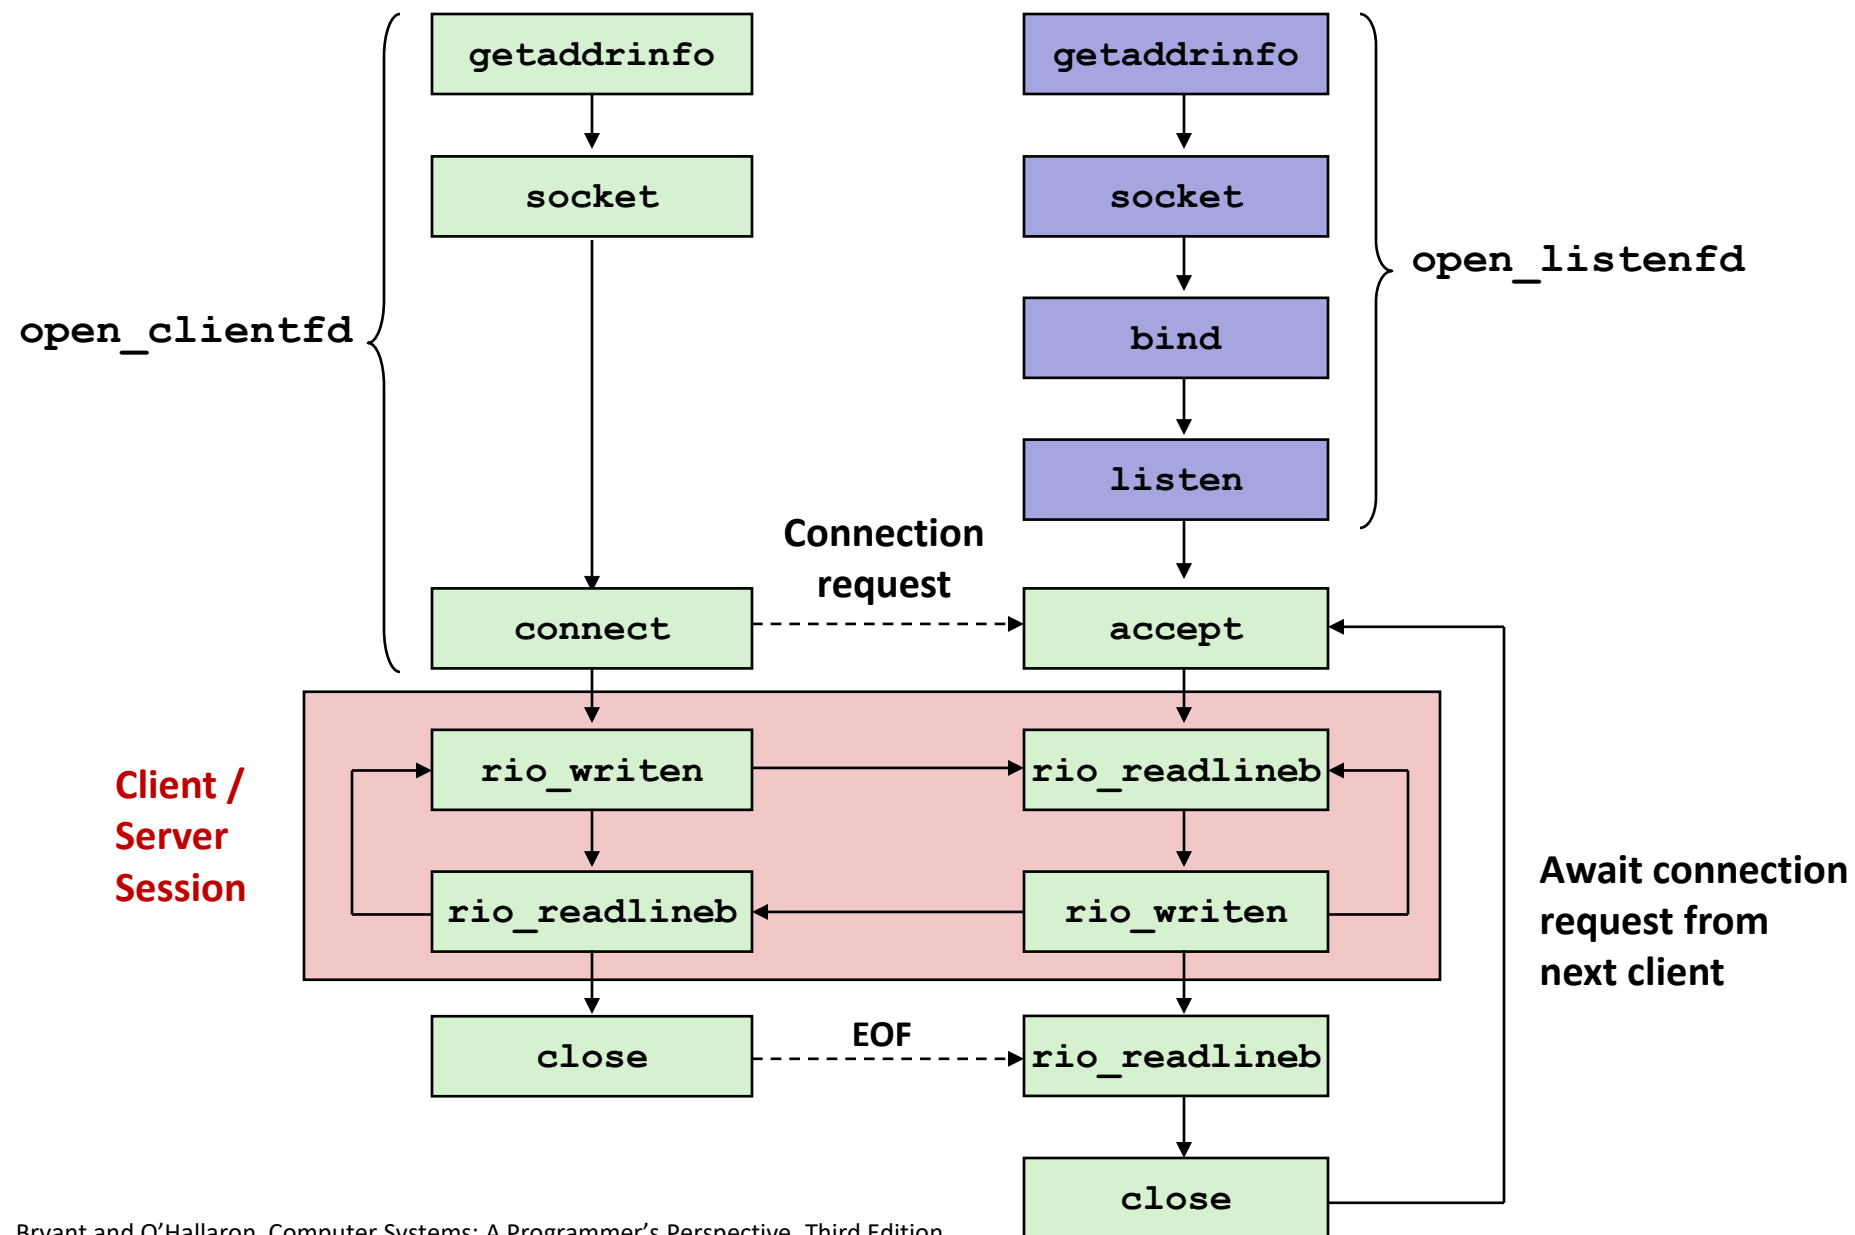 getaddrinfo
getaddrinfo
socket
socket
open_listenfd
open_clientfd
bind
listen
Connection
request
connect
accept
Client /
Server
Session
rio_writen
rio_readlineb
rio_readlineb
rio_writen
Await connection
request from
next client
close
EOF
rio_readlineb
close
Bryant and O'Hallaron, Computer Systems: A Programmer's Perspective, Third Edition